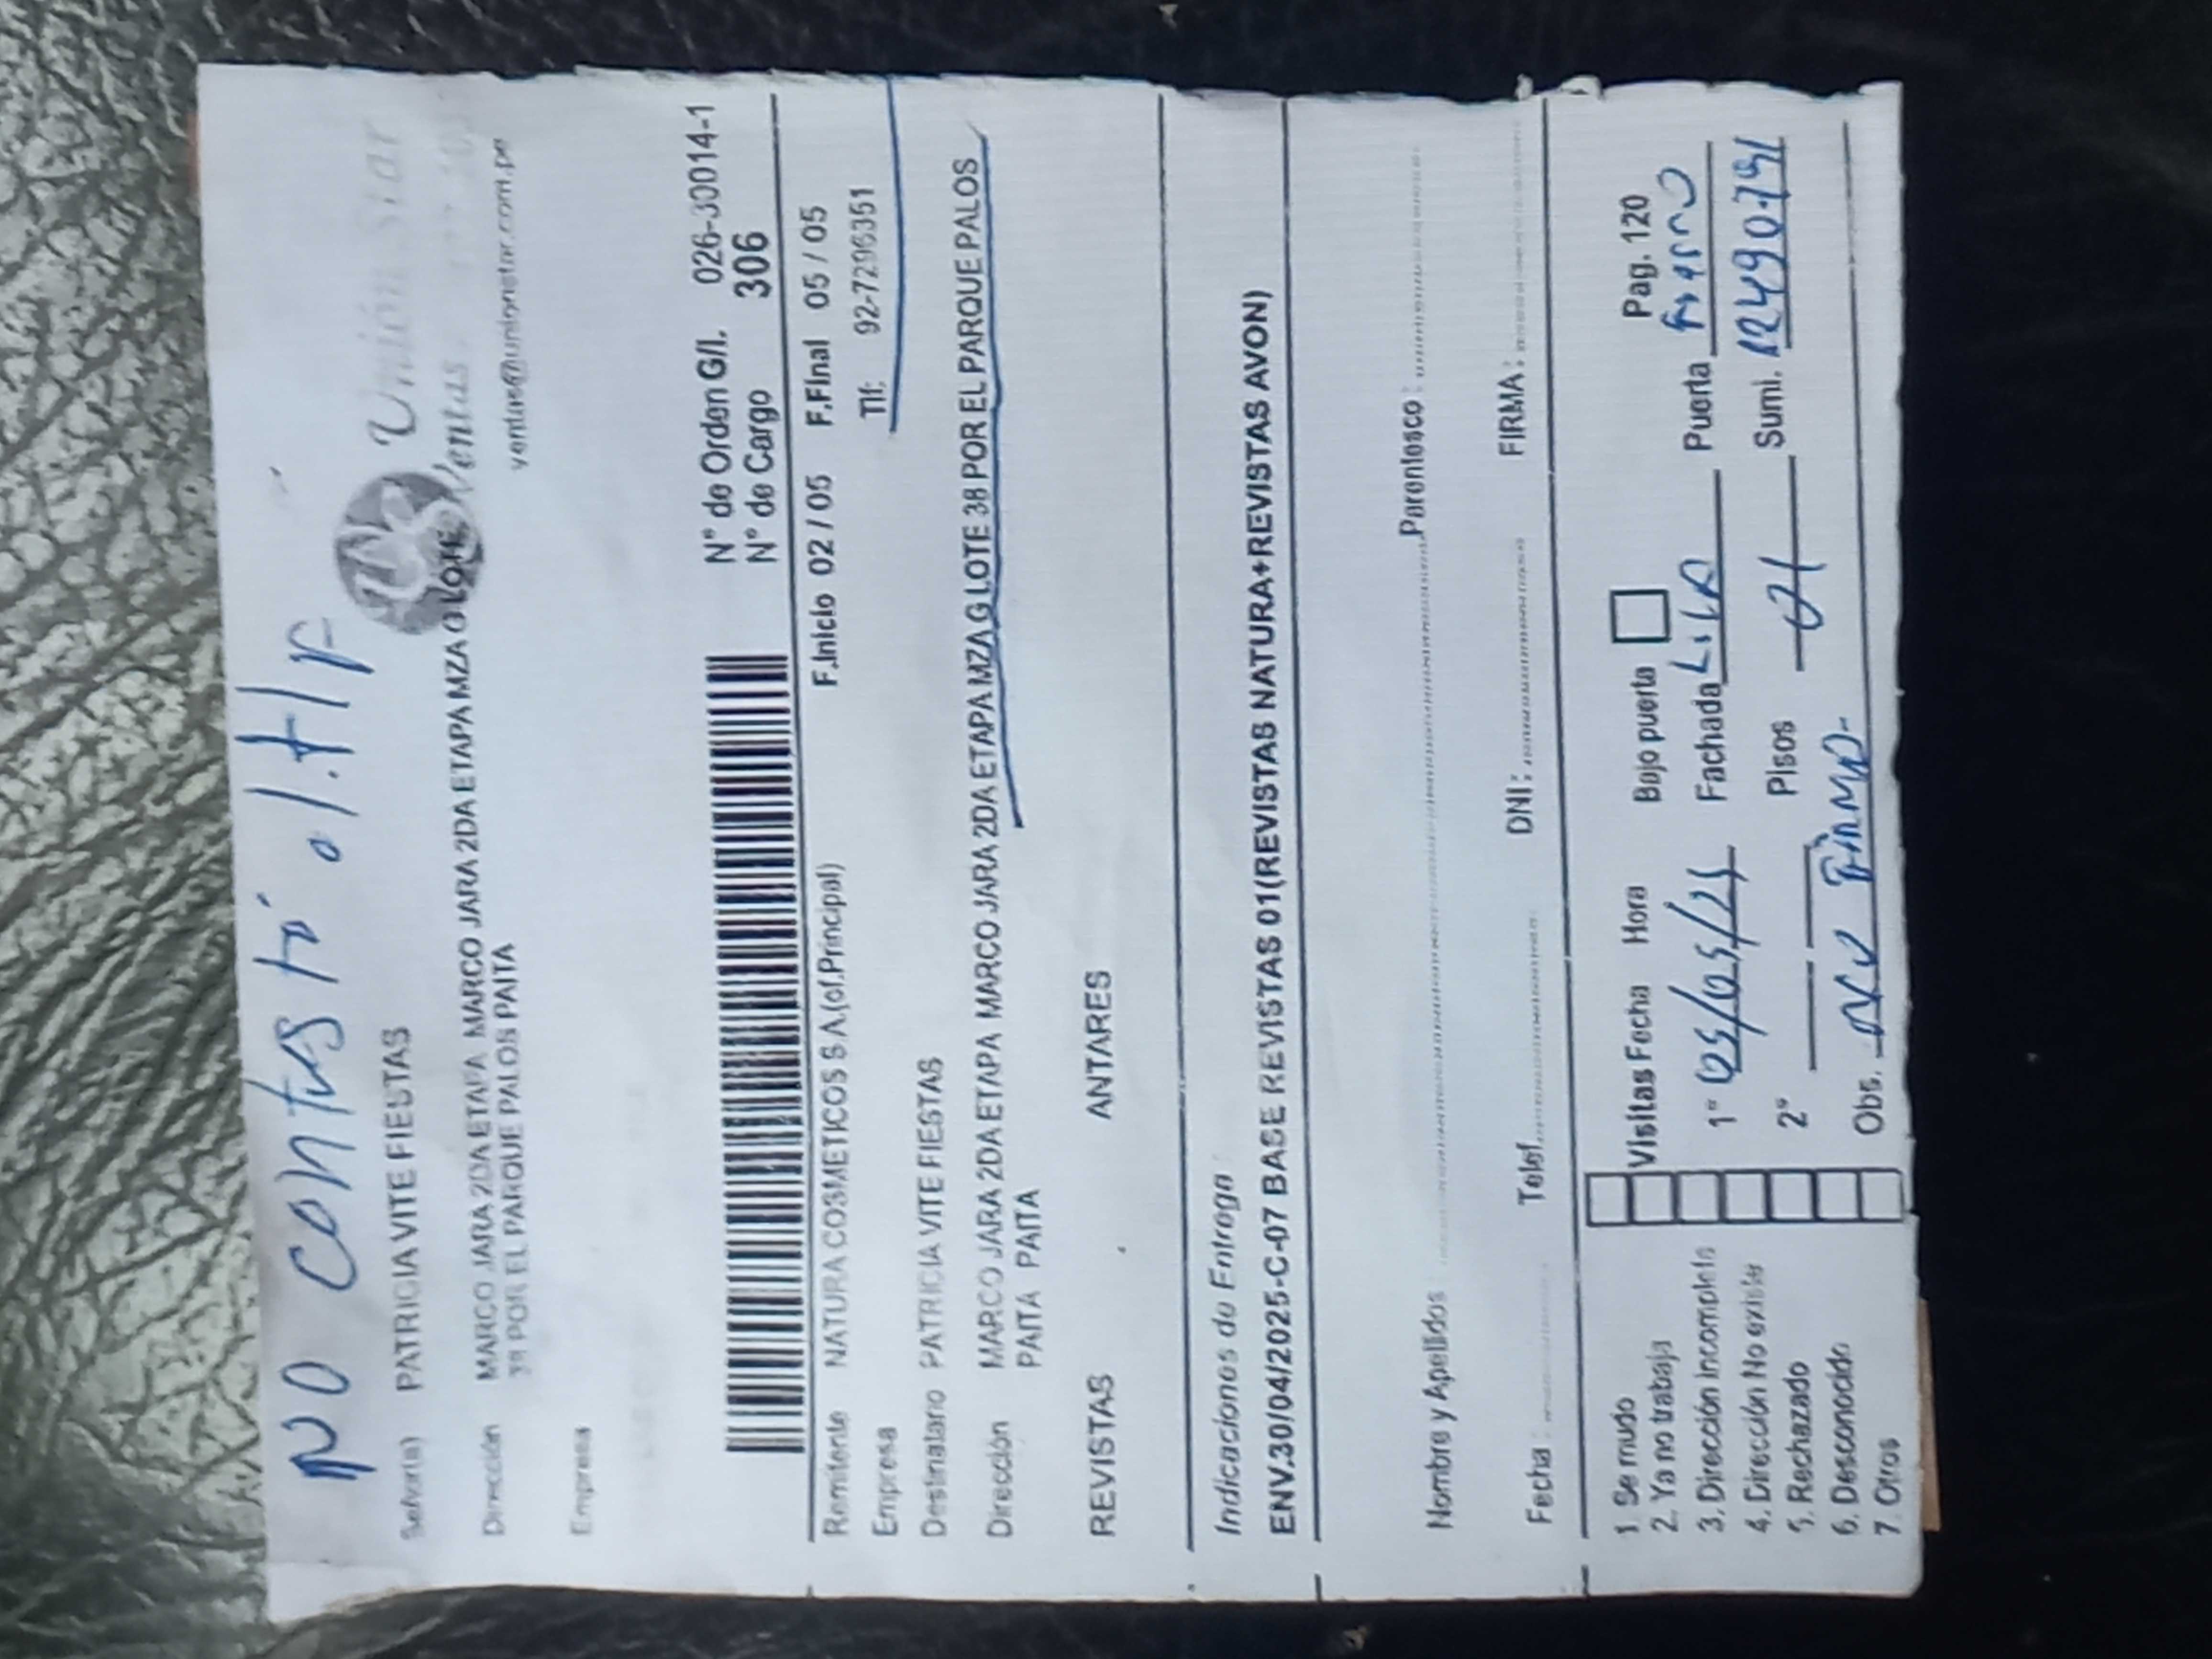 NO contestó el tlf
Unión Star
Ventas
ventas@unionstar.com.pe
Señor(a) PATRICIA VITE FIESTAS
Dirección MARCO JARA 2DA ETAPA MARCO JARA 2DA ETAPA MZA G LOTE
38 POR EL PARQUE PALOS PAITA
Empresa
N° de Orden G/I. 026-30014-1
N° de Cargo 306
Remitente NATURA COSMETICOS S.A.(of.Principal) F.Inicio 02 / 05 F.Final 05 / 05
Empresa Tlf: 92-7296351
Destinatario PATRICIA VITE FIESTAS
Dirección MARCO JARA 2DA ETAPA MARCO JARA 2DA ETAPA MZA G LOTE 38 POR EL PARQUE PALOS
PAITA PAITA
REVISTAS ANTARES
Indicaciones de Entrega
ENV.30/04/2025-C-07 BASE REVISTAS 01(REVISTAS NATURA+REVISTAS AVON)
Nombre y Apellidos Parentesco :
Fecha : Telef. DNI : FIRMA :
1. Se mudo Visitas Fecha Hora Bajo puerta Pag. 120
2. Ya no trabaja
3. Dirección Incompleta 1° 05/05/25 Fachada Lila Puerta
4. Dirección No existe
5. Rechazado 2° Pisos 01 Sumi. 12490791
6. Desconocido
7. Otros Obs.